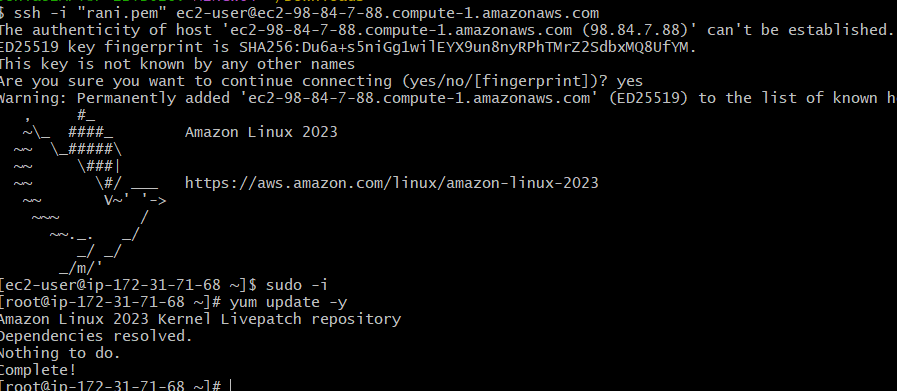 $ ssh -i "rani.pem" ec2-user@ec2-98-84-7-88.compute-1.amazonaws.com
The authenticity of host 'ec2-98-84-7-88.compute-1.amazonaws.com (98.84.7.88)' can't be established.
ED25519 key fingerprint is SHA256:Du6a+s5niGg1wilEYX9un8nyRPhTMrZ2SdbxMQ8UfYM.
This key is not known by any other names
Are you sure you want to continue connecting (yes/no/[fingerprint])? yes
Warning: Permanently added 'ec2-98-84-7-88.compute-1.amazonaws.com' (ED25519) to the list of known h
   ,     #_
   ~\_  ####_        Amazon Linux 2023
  ~~  \_#####\
  ~~     \###|
  ~~       \#/ ___   https://aws.amazon.com/linux/amazon-linux-2023
   ~~       V~' '->
    ~~~         /
      ~~._.   _/
         _/ _/
       _/m/'
[ec2-user@ip-172-31-71-68 ~]$ sudo -i
[root@ip-172-31-71-68 ~]# yum update -y
Amazon Linux 2023 Kernel Livepatch repository
Dependencies resolved.
Nothing to do.
Complete!
[root@ip-172-31-71-68 ~]#